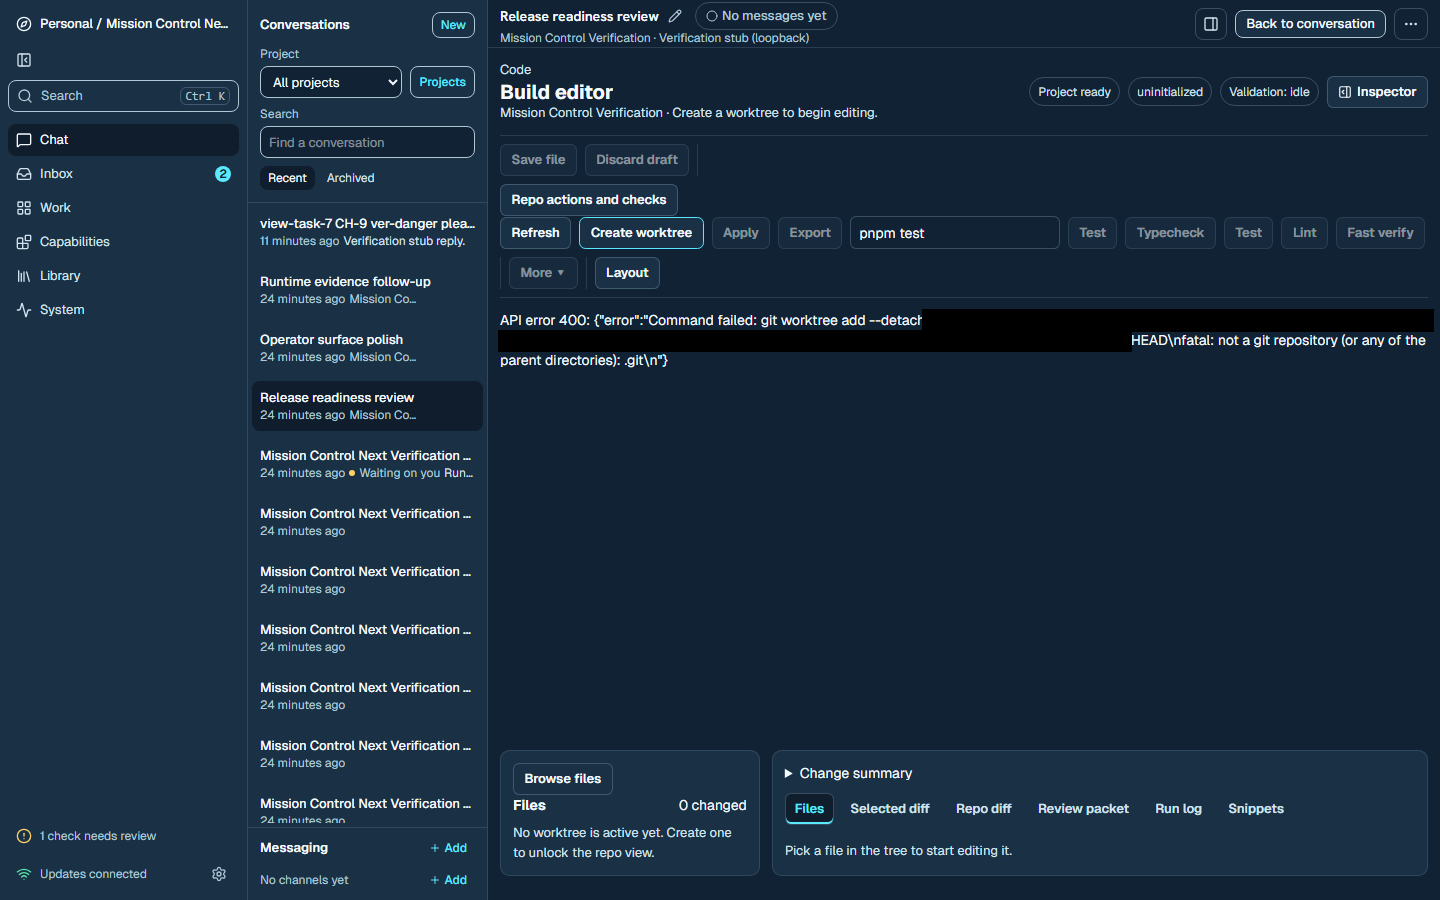 Personal / Mission Control Ne...
Search
Ctrl K
Chat
Inbox
2
Work
Capabilities
Library
System
1 check needs review
Updates connected
Conversations
New
Project
All projects
Projects
Search
Find a conversation
Recent
Archived
view-task-7 CH-9 ver-danger plea...
11 minutes ago Verification stub reply.
Runtime evidence follow-up
24 minutes ago Mission Co...
Operator surface polish
24 minutes ago Mission Co...
Release readiness review
24 minutes ago Mission Co...
Mission Control Next Verification ...
24 minutes ago Waiting on you Run...
Mission Control Next Verification ...
24 minutes ago
Mission Control Next Verification ...
24 minutes ago
Mission Control Next Verification ...
24 minutes ago
Mission Control Next Verification ...
24 minutes ago
Mission Control Next Verification ...
24 minutes ago
Mission Control Next Verification ...
24 minutes ago
Messaging
+ Add
No channels yet
+ Add
Release readiness review
No messages yet
Mission Control Verification · Verification stub (loopback)
Back to conversation
...
Code
Build editor
Mission Control Verification · Create a worktree to begin editing.
Project ready
uninitialized
Validation: idle
Inspector
Save file
Discard draft
Repo actions and checks
Refresh
Create worktree
Apply
Export
pnpm test
Test
Typecheck
Test
Lint
Fast verify
More ▾
Layout
API error 400: {"error":"Command failed: git worktree add --detach
HEAD\nfatal: not a git repository (or any of the
parent directories): .git\n"}
Browse files
Files
0 changed
No worktree is active yet. Create one
to unlock the repo view.
▶ Change summary
Files
Selected diff
Repo diff
Review packet
Run log
Snippets
Pick a file in the tree to start editing it.